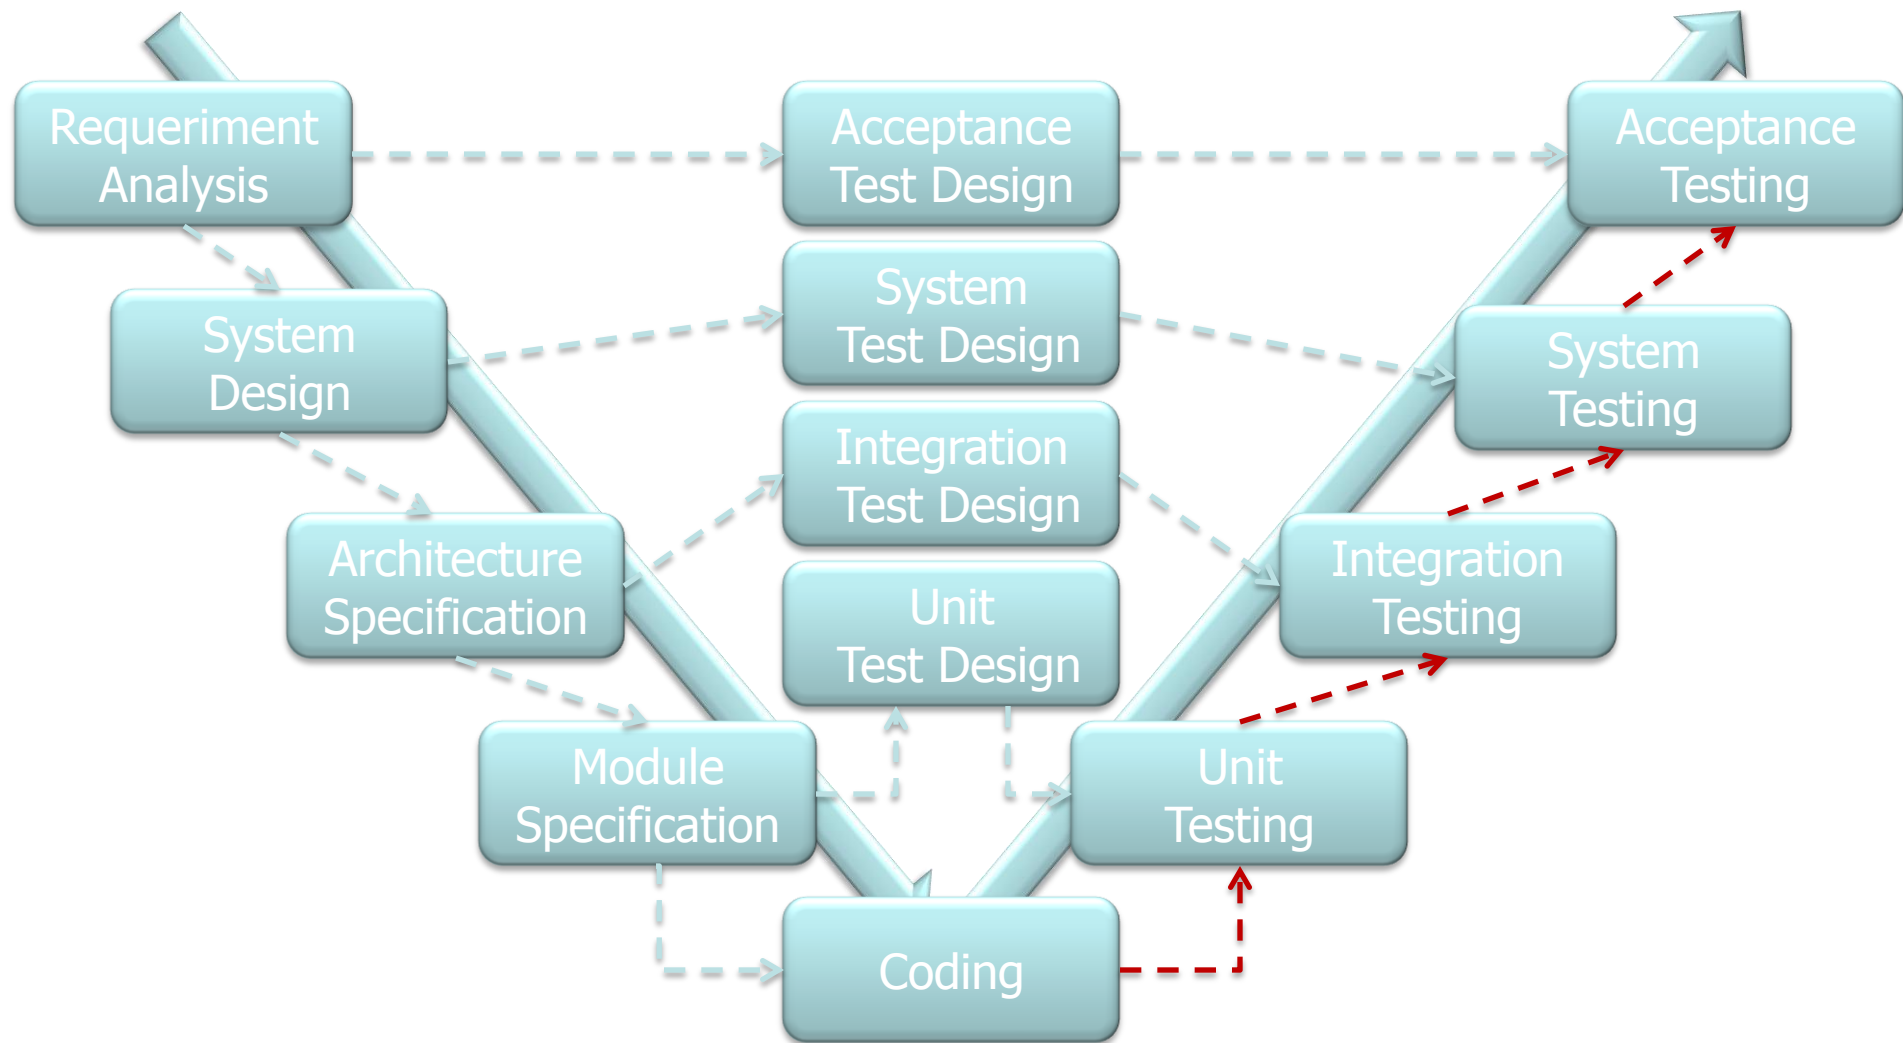 Requeriment
Analysis
Acceptance
Test Design
Acceptance
Testing
System
Design
System
Test Design
System
Testing
Architecture
Specification
Integration
Test Design
Integration
Testing
Module
Specification
Unit
Test Design
Unit
Testing
Coding